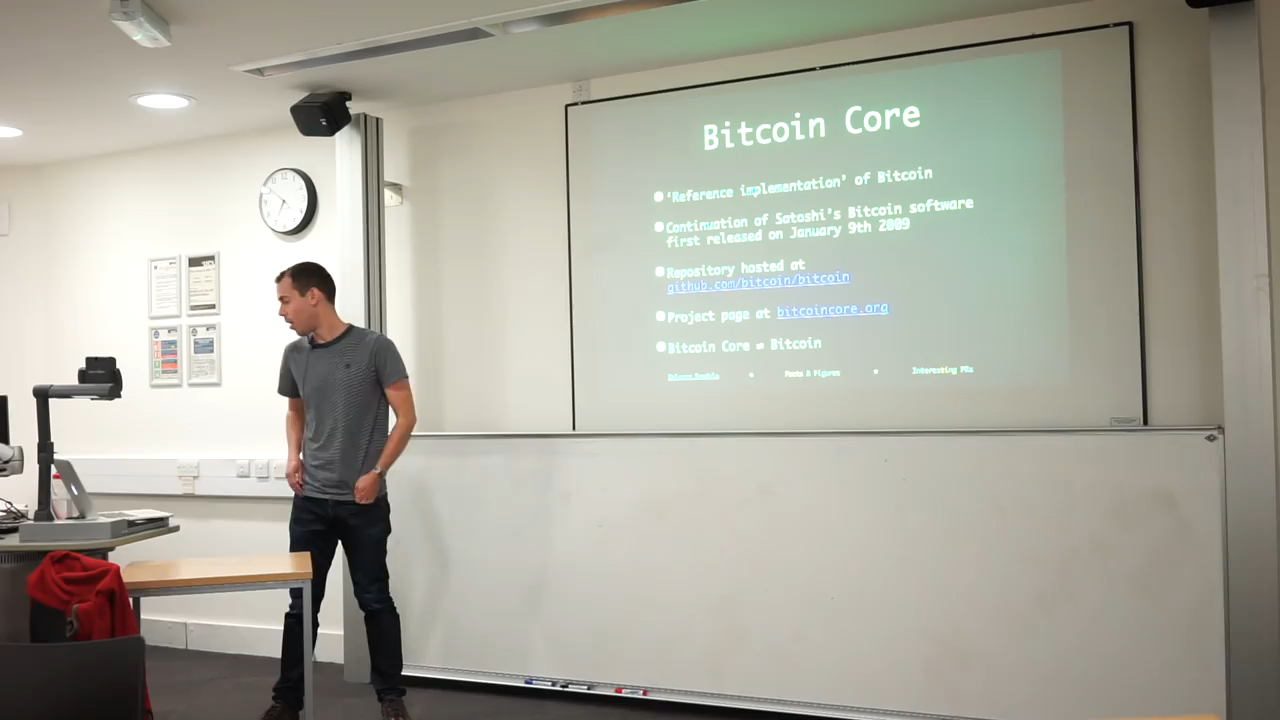 Bitcoin Core
‘Reference implementation’ of Bitcoin
Continuation of Satoshi’s Bitcoin software
first released on January 9th 2009
Repository hosted at
github.com/bitcoin/bitcoin
Project page at bitcoincore.org
Bitcoin Core = Bitcoin
Facts & Figures
Interesting PRs